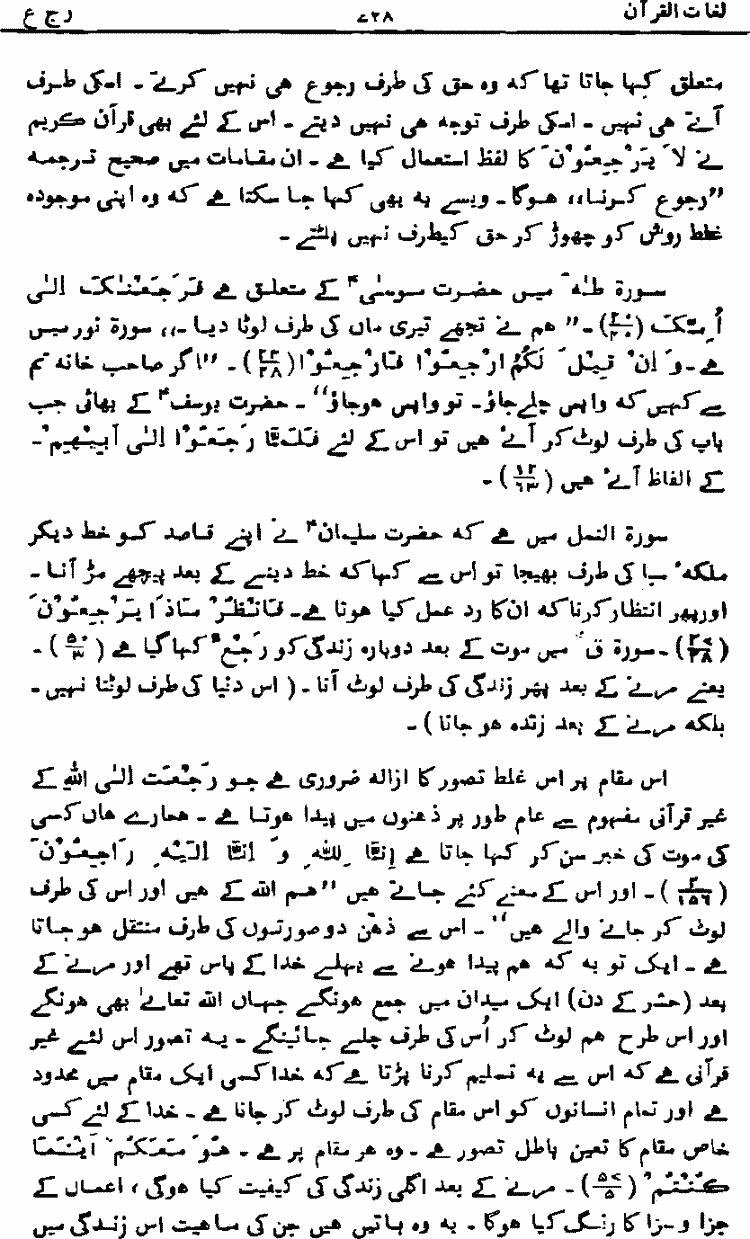 لغات القرآن ۷۲۸ ر ج ع
متعلق کہا جاتا تھا کہ وہ حق کی طرف رجوع ہی نہیں کرتے ۔ اسکی طرف
آتے ہی نہیں ۔ اسکی طرف توجہ ہی نہیں دیتے ۔ اس کے لئے بھی قرآن کریم
نے لَا یَرْجِعُوْنَ کا لفظ استعمال کیا ہے ۔ ان مقامات میں صحیح ترجمہ
”رجوع کرنا،، ہوگا ۔ ویسے یہ بھی کہا جا سکتا ہے کہ وہ اپنی موجودہ
غلط روش کو چھوڑ کر حق کیطرف نہیں پلٹتے ۔
سورۃ طٰہٰ میں حضرت موسیٰؑ کے متعلق ہے فَرَجَعْنٰکَ اِلٰی
اُمِّکَ (۲۰/۴۰) ۔ ” ہم نے تجھے تیری ماں کی طرف لوٹا دیا ۔،، سورۃ نور میں
ہے ۔ وَ اِنْ قِیْلَ لَکُمُ ارْجِعُوْا فَارْجِعُوْا (۲۴/۲۸) ۔ ”اگر صاحب خانہ تم
سے کہیں کہ واپس چلے جاؤ ۔ تو واپس ہوجاؤ“ ۔ حضرت یوسفؑ کے بھائی جب
باپ کی طرف لوٹ کر آئے ہیں تو اس کے لئے فَلَمَّا رَجَعُوْا اِلٰی اَبِیْھِمْ ۔
کے الفاظ آئے ہیں (۱۲/۶۳) ۔
سورۃ النمل میں ہے کہ حضرت سلیمانؑ نے اپنے قاصد کو خط دیکر
ملکہٴ سبا کی طرف بھیجا تو اس سے کہا کہ خط دینے کے بعد پیچھے مڑ آنا ۔
اور پھر انتظار کرنا کہ ان کا رد عمل کیا ہوتا ہے ۔ فَانْظُرْ مَاذَا یَرْجِعُوْنَ
(۲۷/۲۸) ۔ سورۃ قٓ میں موت کے بعد دوبارہ زندگی کو رَجْعٌ کہا گیا ہے (۵۰/۳) ۔
یعنے مرنے کے بعد پھر زندگی کی طرف لوٹ آنا ۔ ( اس دنیا کی طرف لوٹنا نہیں ۔
بلکہ مرنے کے بعد زندہ ہو جانا ) ۔
اس مقام پر اس غلط تصور کا ازالہ ضروری ہے جو رَجْعَت اِلٰی اللہِ کے
غیر قرآنی مفہوم سے عام طور پر ذہنوں میں پیدا ہوتا ہے ۔ ہمارے ہاں کسی
کی موت کی خبر سن کر کہا جاتا ہے اِنَّا لِلّٰہِ وَ اِنَّا اِلَیْہِ رَاجِعُوْنَ
(۲/۱۵۶) ۔ اور اس کے معنے کئے جاتے ہیں ”ہم اللہ کے ہیں اور اس کی طرف
لوٹ کر جانے والے ہیں“ ۔ اس سے ذہن دو صورتوں کی طرف منتقل ہو جاتا
ہے ۔ ایک تو یہ کہ ہم پیدا ہونے سے پہلے خدا کے پاس تھے اور مرنے کے
بعد (حشر کے دن) ایک میدان میں جمع ہونگے جہاں اللہ تعالےٰ بھی ہونگے
اور اس طرح ہم لوٹ کر اُس کی طرف چلے جائینگے ۔ یہ تصور اس لئے غیر
قرآنی ہے کہ اس سے یہ تسلیم کرنا پڑتا ہے کہ خدا کسی ایک مقام میں محدود
ہے اور تمام انسانوں کو اس مقام کی طرف لوٹ کر جانا ہے ۔ خدا کے لئے کسی
خاص مقام کا تعین باطل تصور ہے ۔ وہ ہر مقام پر ہے ۔ ھُوَ مَعَکُمْ اَیْنَمَا
کُنْتُمْ (۵۷/۵) ۔ مرنے کے بعد اگلی زندگی کی کیفیت کیا ہوگی ، اعمال کے
جزا و سزا کا رنگ کیا ہوگا ۔ یہ وہ باتیں ہیں جن کی ماہیت اس زندگی میں